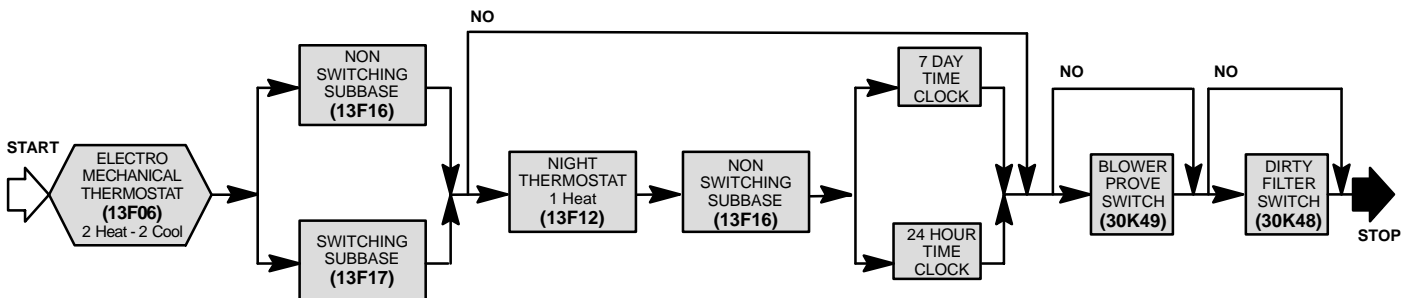 START
ELECTRO
MECHANICAL
THERMOSTAT
(13F06)
2 Heat - 2 Cool
NON
SWITCHING
SUBBASE
(13F16)
SWITCHING
SUBBASE
(13F17)
NO
NIGHT
THERMOSTAT
1 Heat
(13F12)
NON
SWITCHING
SUBBASE
(13F16)
7 DAY
TIME
CLOCK
24 HOUR
TIME
CLOCK
NO
BLOWER
PROVE
SWITCH
(30K49)
NO
DIRTY
FILTER
SWITCH
(30K48)
STOP